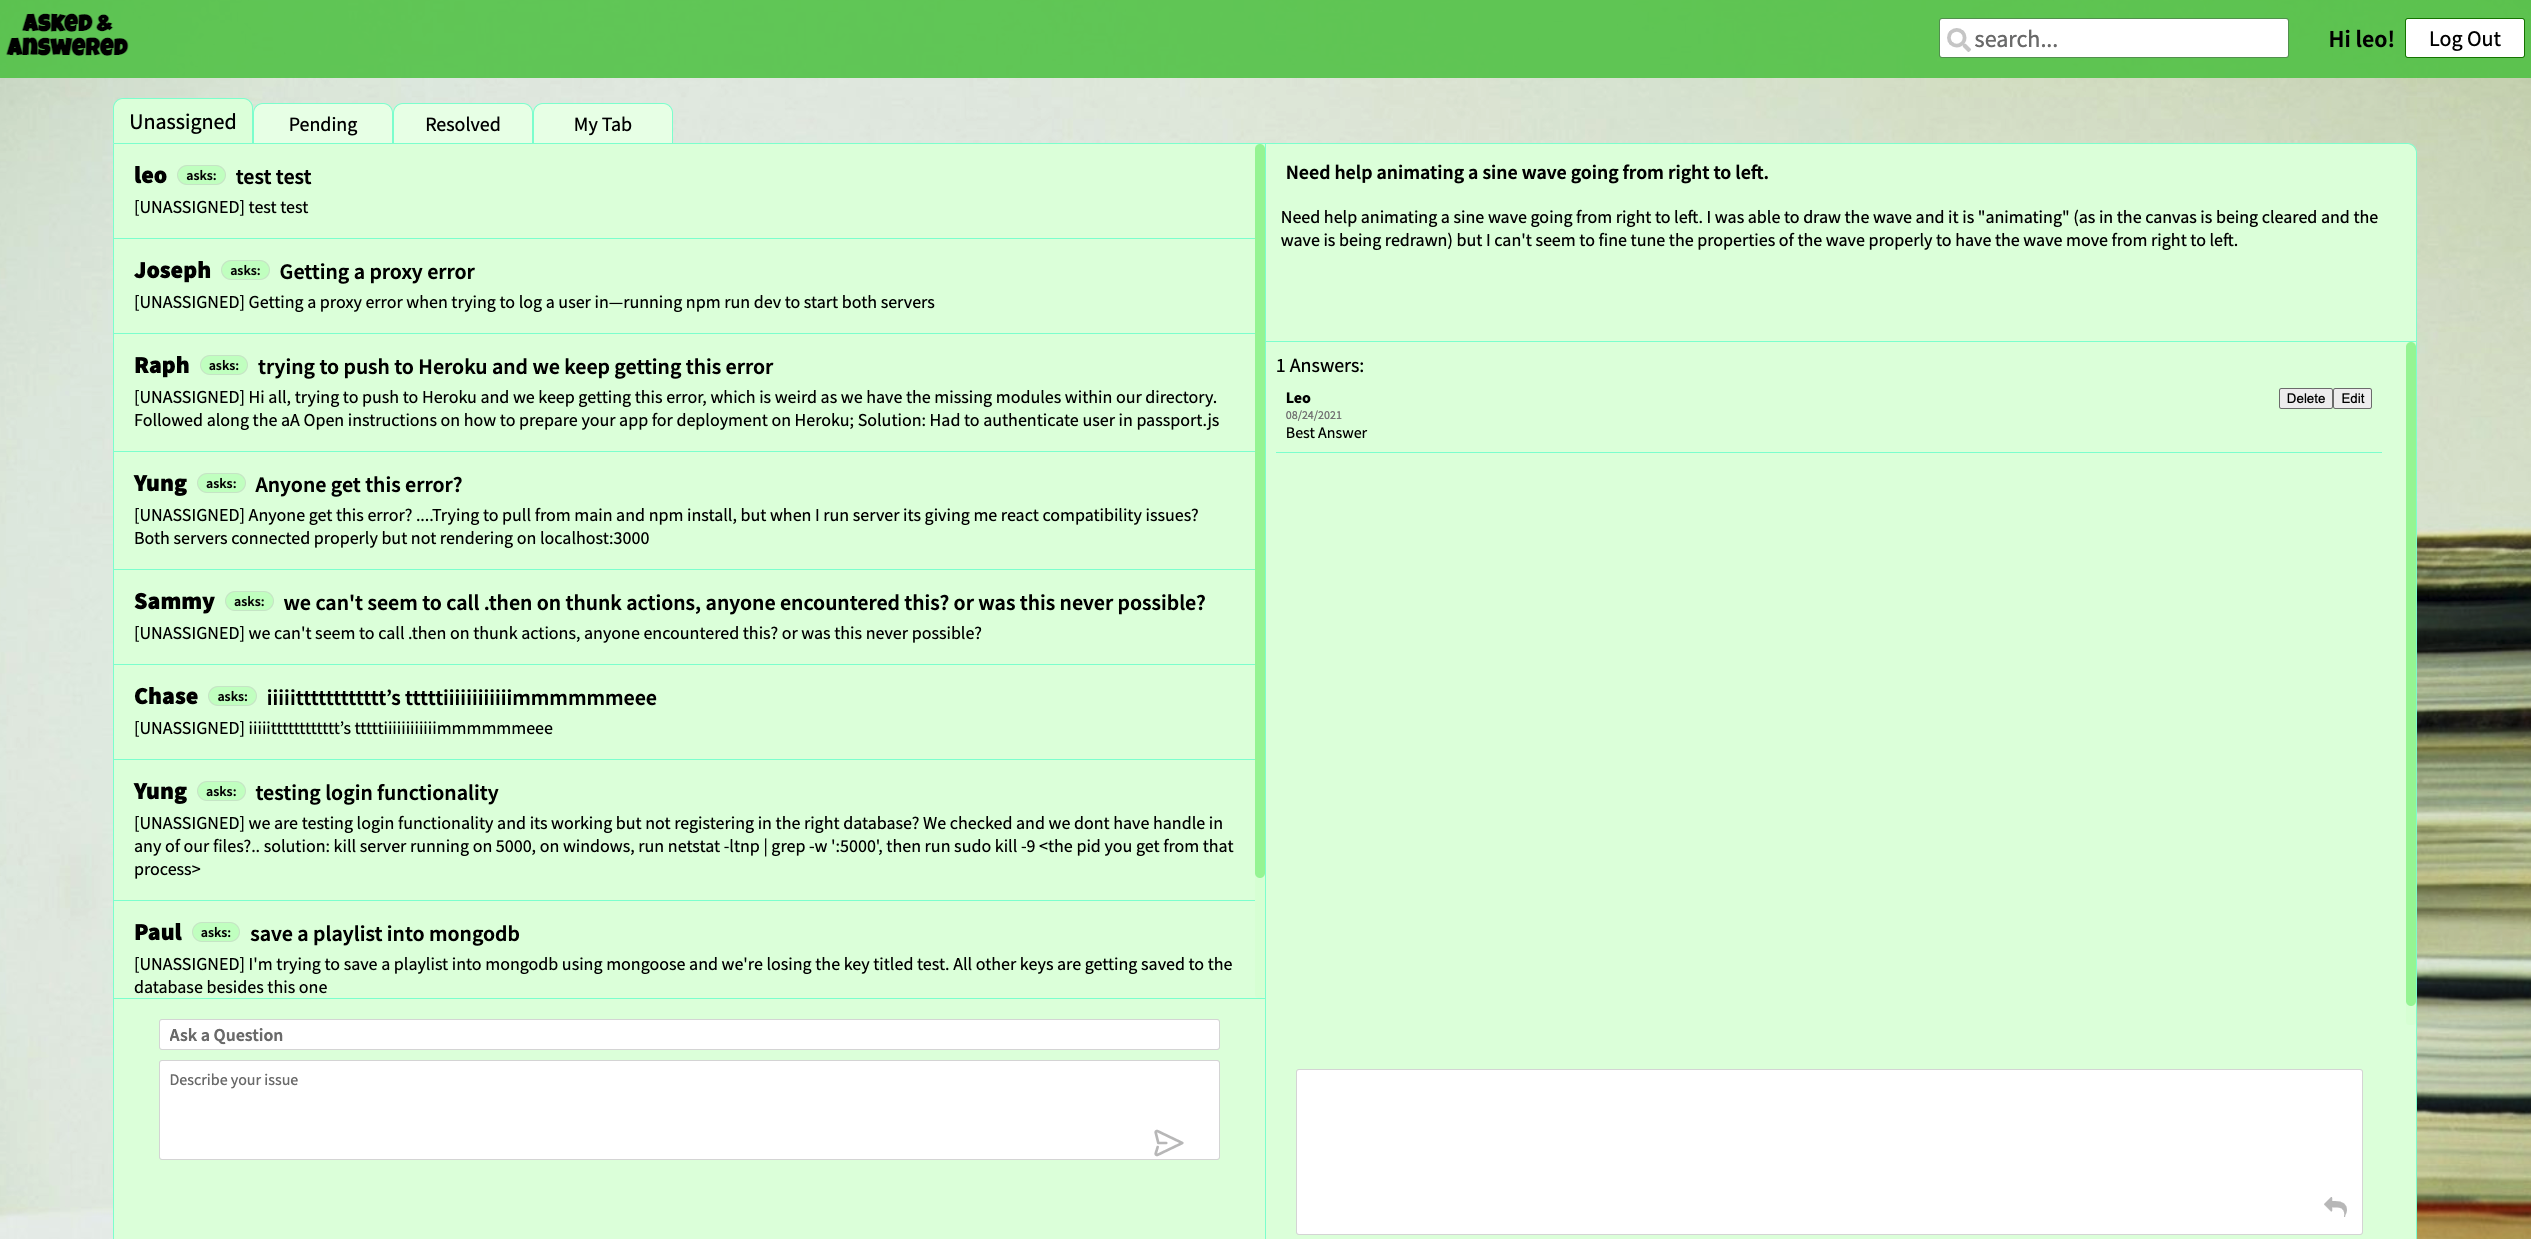 ASKED &
ANSWERED
search...
Hi leo!
Log Out
Unassigned
Pending
Resolved
My Tab
leo asks: test test
[UNASSIGNED] test test
Joseph asks: Getting a proxy error
[UNASSIGNED] Getting a proxy error when trying to log a user in—running npm run dev to start both servers
Raph asks: trying to push to Heroku and we keep getting this error
[UNASSIGNED] Hi all, trying to push to Heroku and we keep getting this error, which is weird as we have the missing modules within our directory.
Followed along the aA Open instructions on how to prepare your app for deployment on Heroku; Solution: Had to authenticate user in passport.js
Yung asks: Anyone get this error?
[UNASSIGNED] Anyone get this error? ....Trying to pull from main and npm install, but when I run server its giving me react compatibility issues?
Both servers connected properly but not rendering on localhost:3000
Sammy asks: we can't seem to call .then on thunk actions, anyone encountered this? or was this never possible?
[UNASSIGNED] we can't seem to call .then on thunk actions, anyone encountered this? or was this never possible?
Chase asks: iiiiitttttttttttt’s tttttiiiiiiiiiiiimmmmmmeee
[UNASSIGNED] iiiiitttttttttttt’s tttttiiiiiiiiiiiimmmmmmeee
Yung asks: testing login functionality
[UNASSIGNED] we are testing login functionality and its working but not registering in the right database? We checked and we dont have handle in
any of our files?.. solution: kill server running on 5000, on windows, run netstat -ltnp | grep -w ':5000', then run sudo kill -9 <the pid you get from that
process>
Paul asks: save a playlist into mongodb
[UNASSIGNED] I'm trying to save a playlist into mongodb using mongoose and we're losing the key titled test. All other keys are getting saved to the
database besides this one
Ask a Question
Describe your issue
Need help animating a sine wave going from right to left.
Need help animating a sine wave going from right to left. I was able to draw the wave and it is "animating" (as in the canvas is being cleared and the
wave is being redrawn) but I can't seem to fine tune the properties of the wave properly to have the wave move from right to left.
1 Answers:
Leo
Delete Edit
08/24/2021
Best Answer